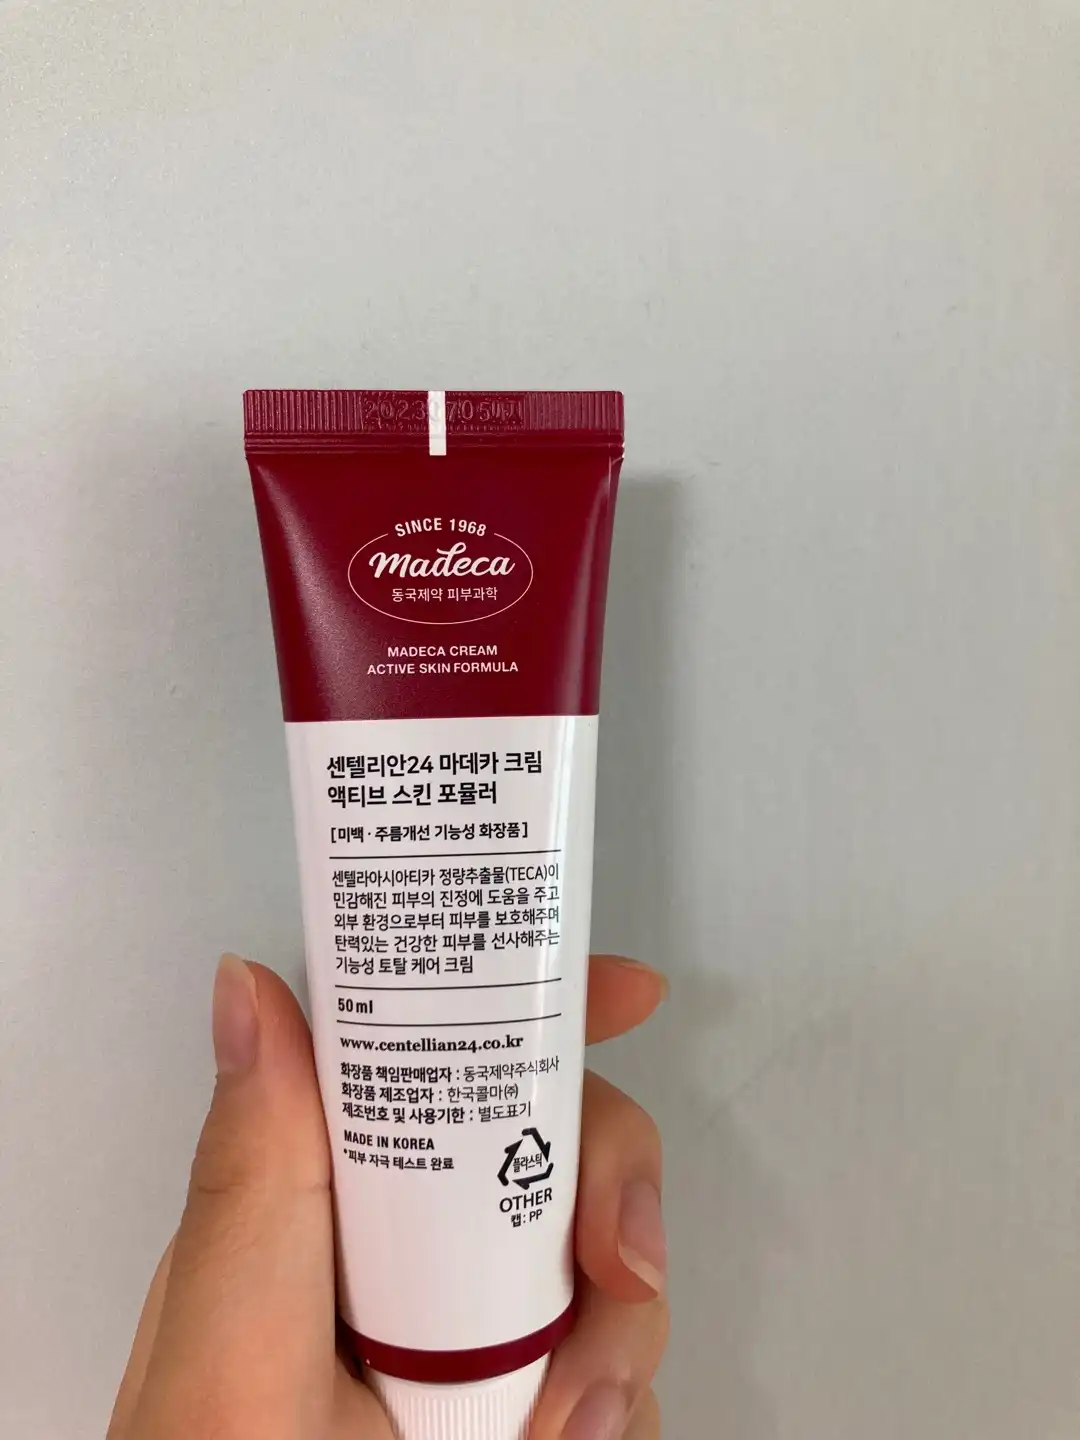 SINCE 1968
madeca
동국제약 피부과학
MADECA CREAM
ACTIVE SKIN FORMULA
센텔리안24 마데카 크림
액티브 스킨 포뮬러
[미백·주름개선 기능성 화장품]
센텔라아시아티카 정량추출물(TECA)이
민감해진 피부의 진정에 도움을 주고
외부 환경으로부터 피부를 보호해주며
탄력있는 건강한 피부를 선사해주는
기능성 토탈 케어 크림
50ml
www.centellian24.co.kr
화장품 책임판매업자 : 동국제약주식회사
화장품 제조업자 : 한국콜마㈜
제조번호 및 사용기한 : 별도표기
MADE IN KOREA
*피부 자극 테스트 완료
플라스틱
OTHER
캡: PP